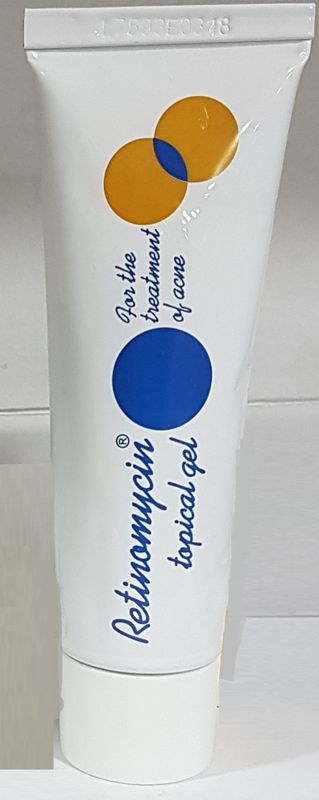 Retinomycin®
topical gel
For the
treatment
of acne